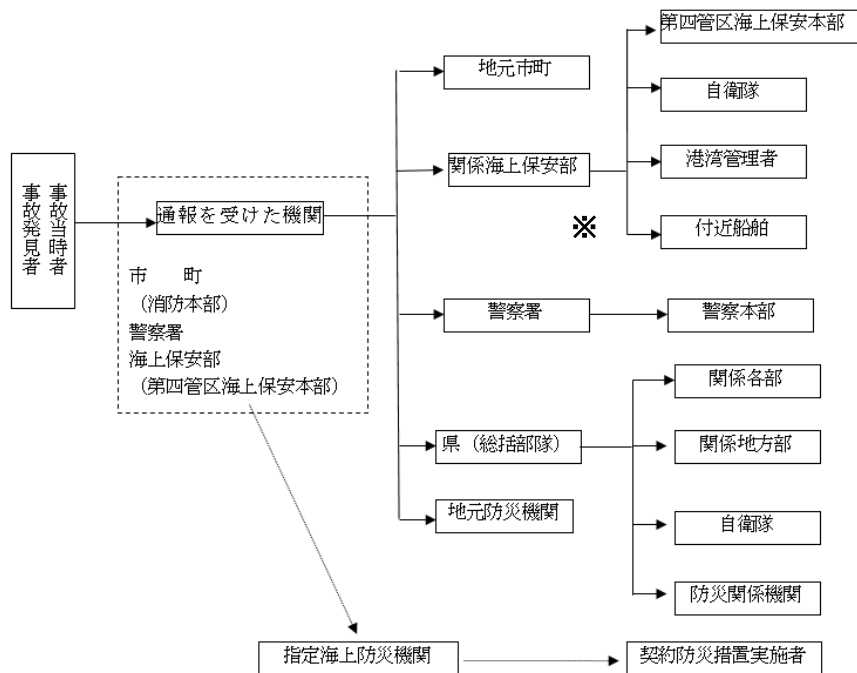 第四管区海上保安本部
地元市町
自衛隊
関係海上保安部
港湾管理者
事故当時者
事故発見者
通報を受けた機関
※
付近船舶
市　　町
（消防本部）
警察署
海上保安部
（第四管区海上保安本部）
警察署
警察本部
関係各部
県（総括部隊）
関係地方部
地元防災機関
自衛隊
防災関係機関
指定海上防災機関
契約防災措置実施者